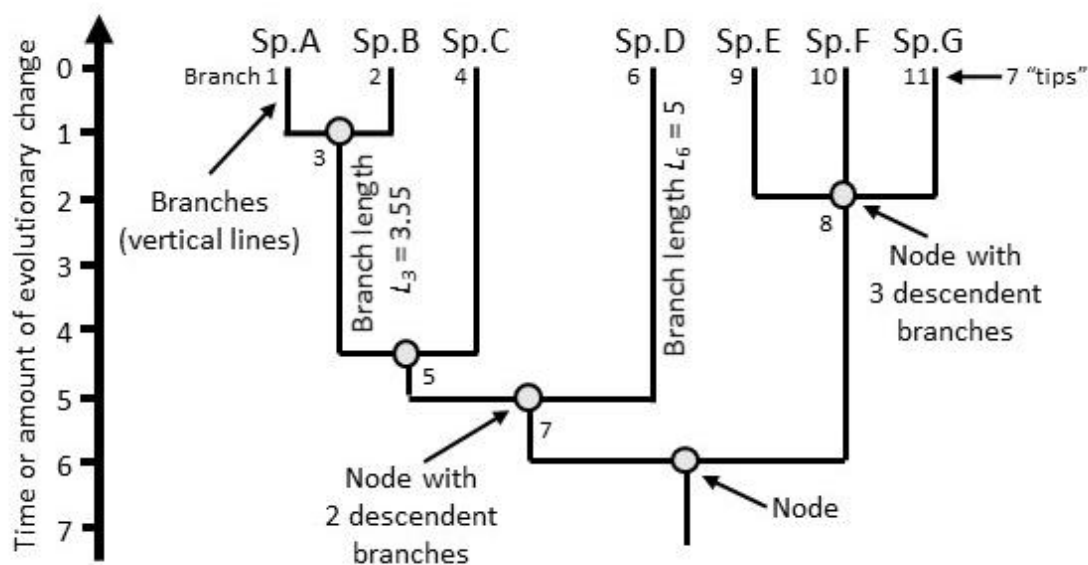 Time or amount of evolutionary change
0
1
2
3
4
5
6
7
Sp.A Sp.B Sp.C Sp.D Sp.E Sp.F Sp.G
Branch 1 2 4 6 9 10 11 7 “tips”
3
Branches
(vertical lines)
Branch length
L₃ = 3.55
Branch length L₆ = 5
8
Node with
3 descendent
branches
5
7
Node with
2 descendent
branches
Node